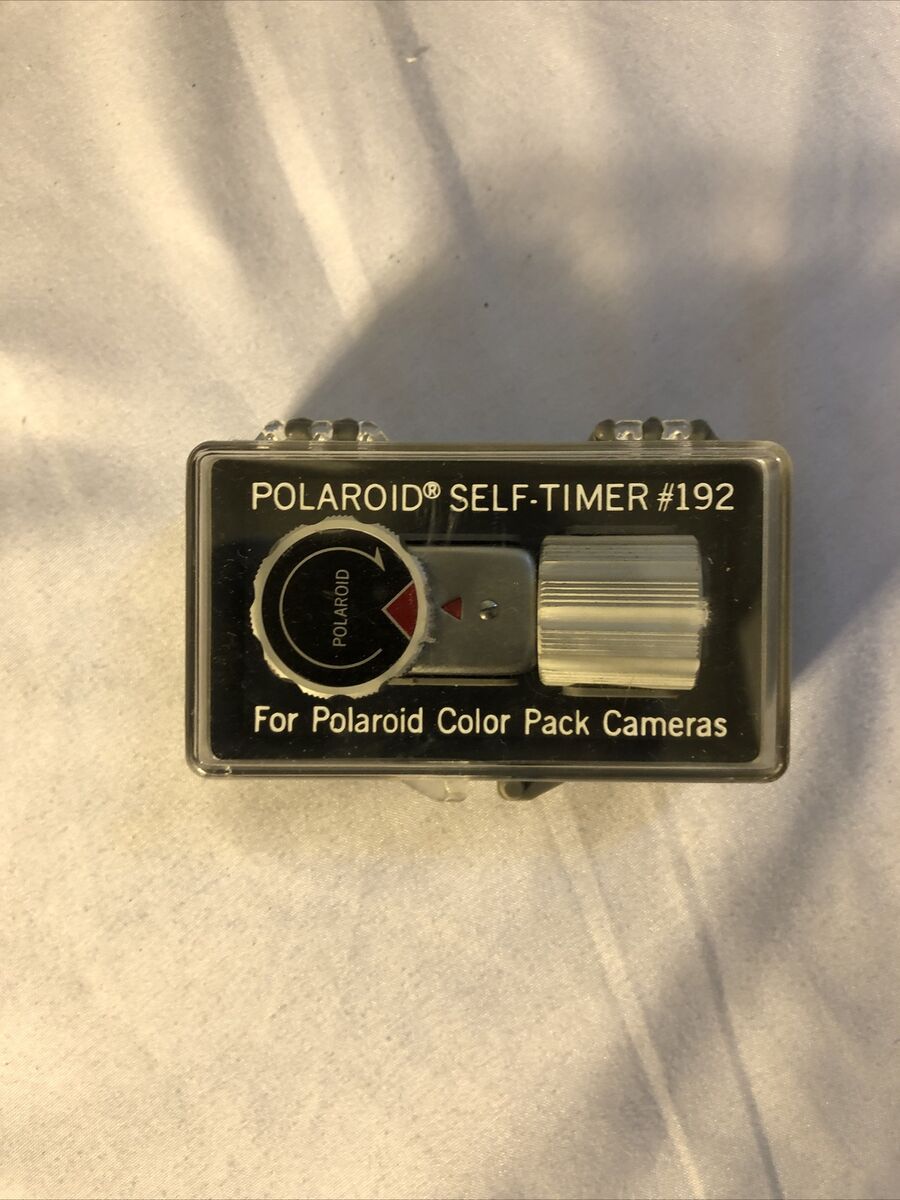 POLAROID® SELF-TIMER #192
POLAROID
For Polaroid Color Pack Cameras